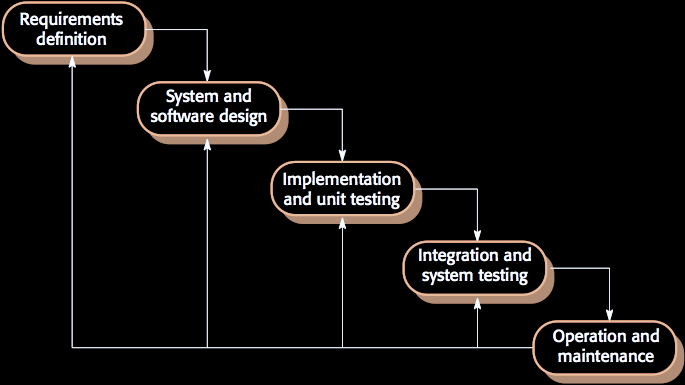 Requirements
definition
System and
software design
Implementation
and unit testing
Integration and
system testing
Operation and
maintenance